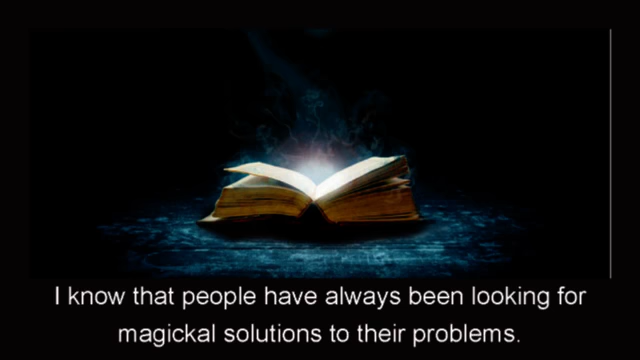 I know that people have always been looking for
magickal solutions to their problems.